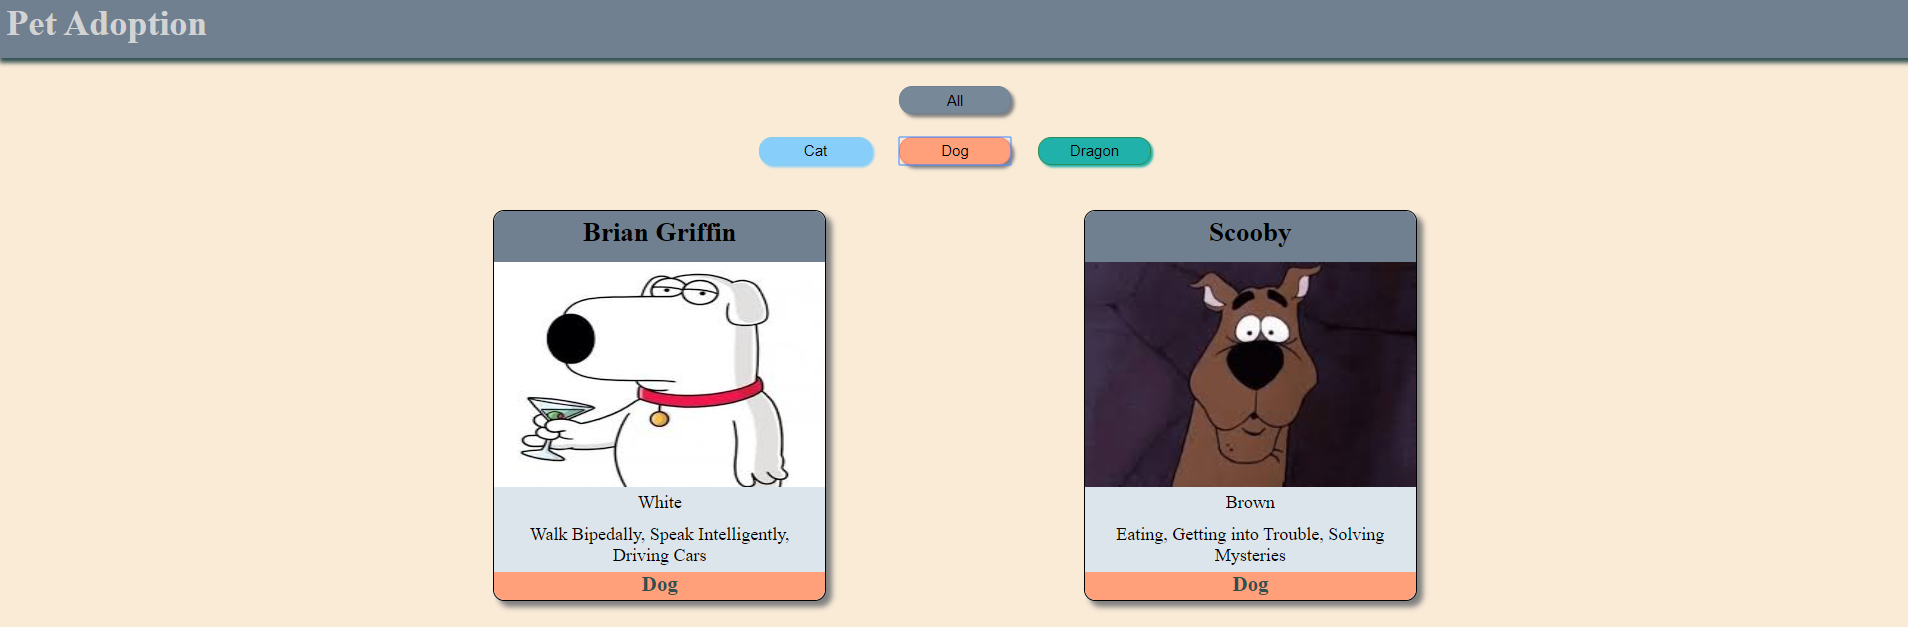 Pet Adoption
All
Cat
Dog
Dragon
Brian Griffin
White
Walk Bipedally, Speak Intelligently,
Driving Cars
Dog
Scooby
Brown
Eating, Getting into Trouble, Solving
Mysteries
Dog